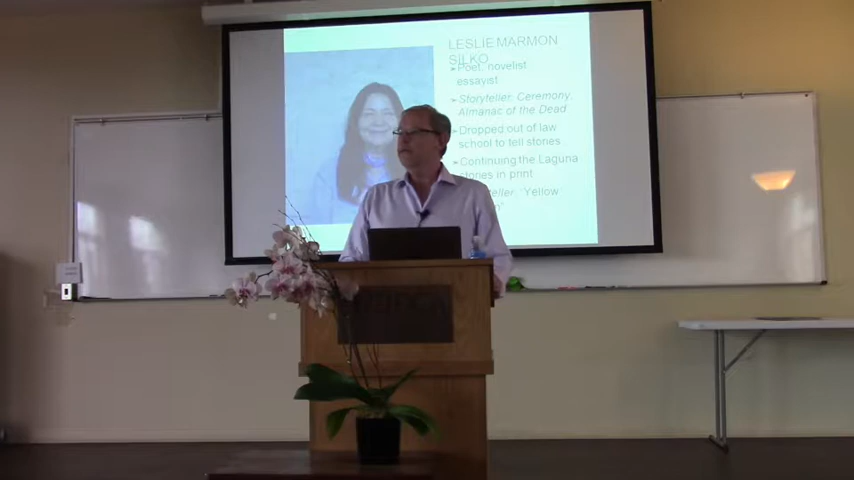 LESLIE MARMON
SILKO
➢Poet, novelist
essayist
➢Storyteller: Ceremony,
Almanac of the Dead
➢Dropped out of law
school to tell stories
➢Continuing the Laguna
stories in print
"Yellow